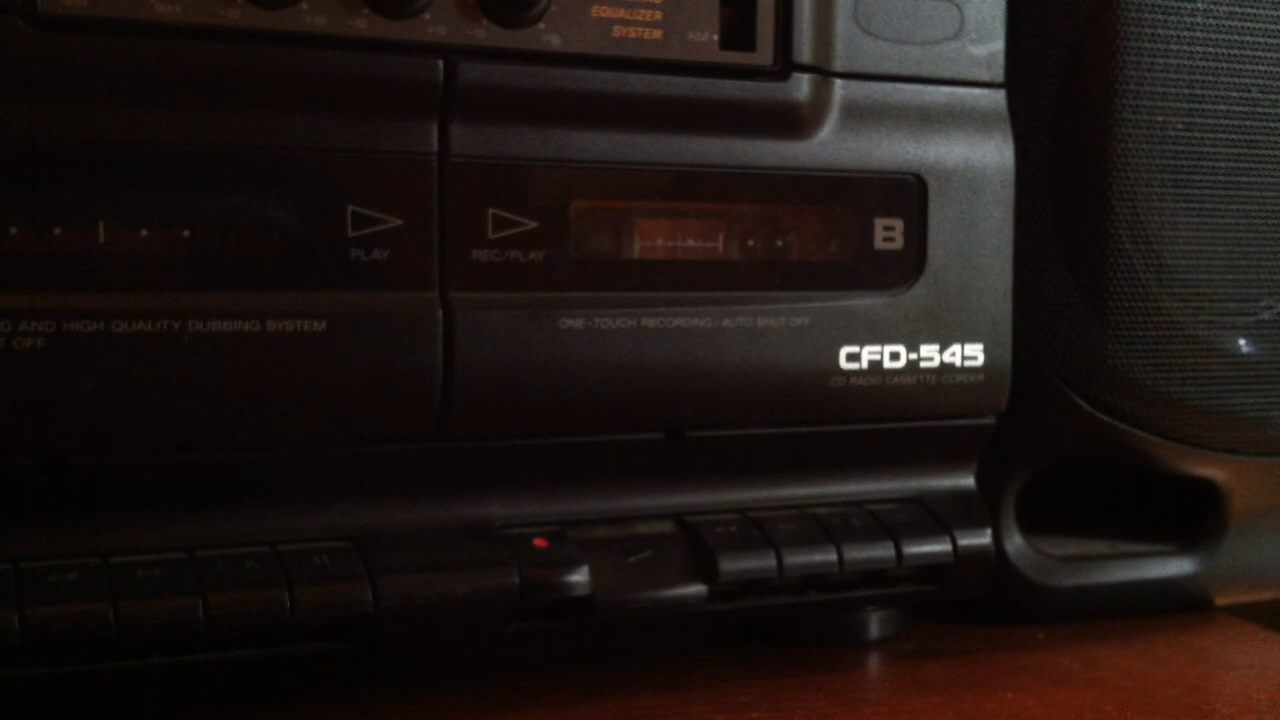 EQUALIZER
SYSTEM
PLAY
REC/PLAY
B
D AND HIGH QUALITY DUBBING SYSTEM
T OFF
ONE-TOUCH RECORDING / AUTO SHUT OFF
CFD-545
CD RADIO CASSETTE-CORDER